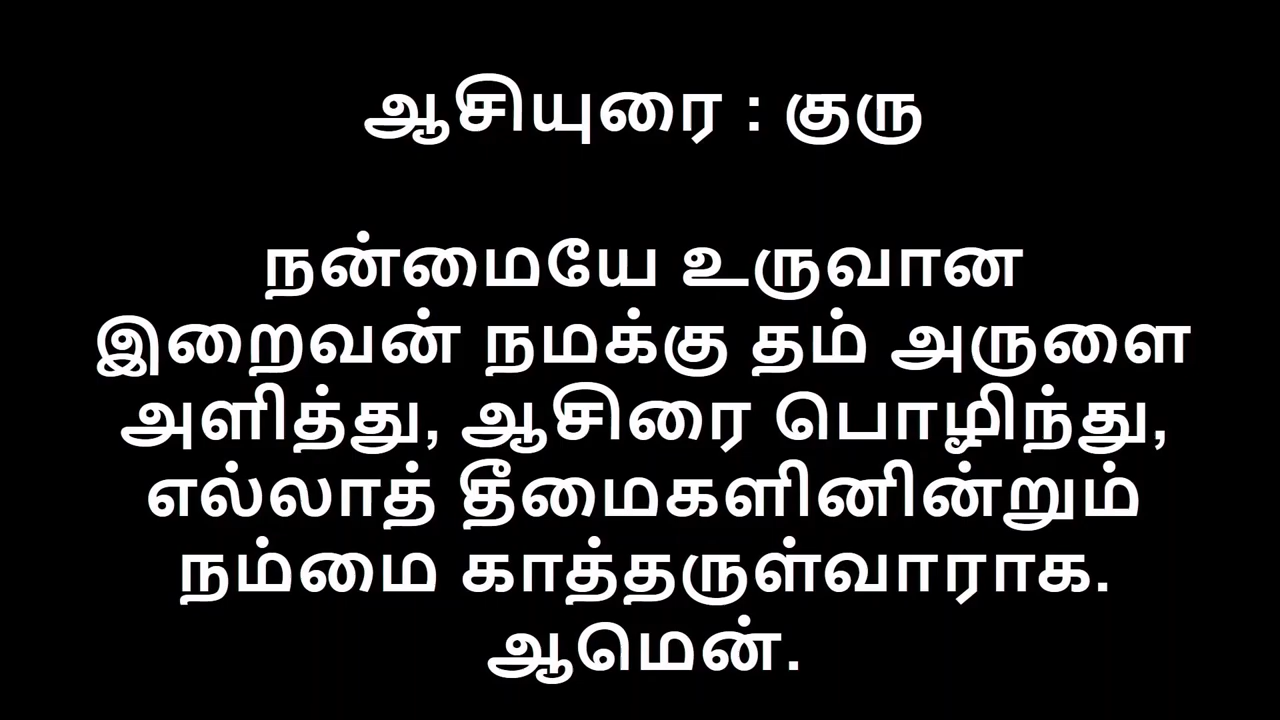 ஆசியுரை : குரு
நன்மையே உருவான
இறைவன் நமக்கு தம் அருளை
அளித்து, ஆசிரை பொழிந்து,
எல்லாத் தீமைகளினின்றும்
நம்மை காத்தருள்வாராக.
ஆமென்.